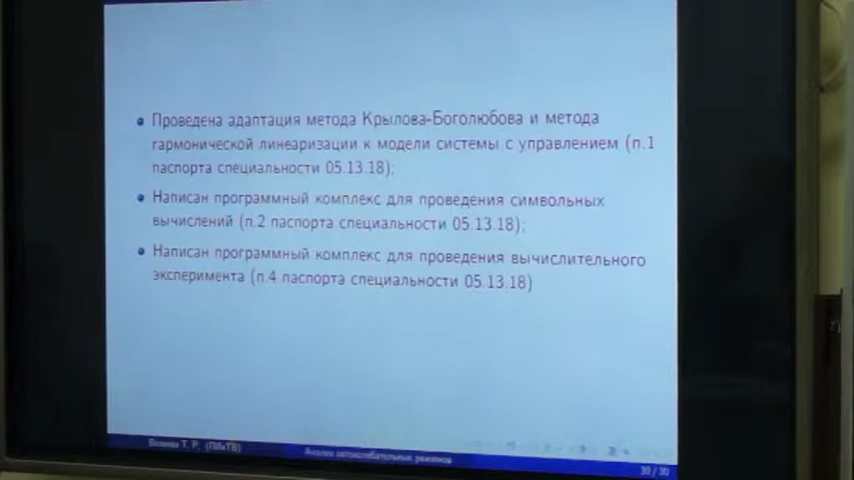 Проведена адаптация метода Крылова-Боголюбова и метода
гармонической линеаризации к модели системы с управлением (п.1
паспорта специальности 05.13.18);
Написан программный комплекс для проведения символьных
вычислений (п.2 паспорта специальности 05.13.18);
Написан программный комплекс для проведения вычислительного
эксперимента (п.4 паспорта специальности 05.13.18)
Т. Р. (ПМиТВ)
Анализ автоколебательных режимов
30 / 30